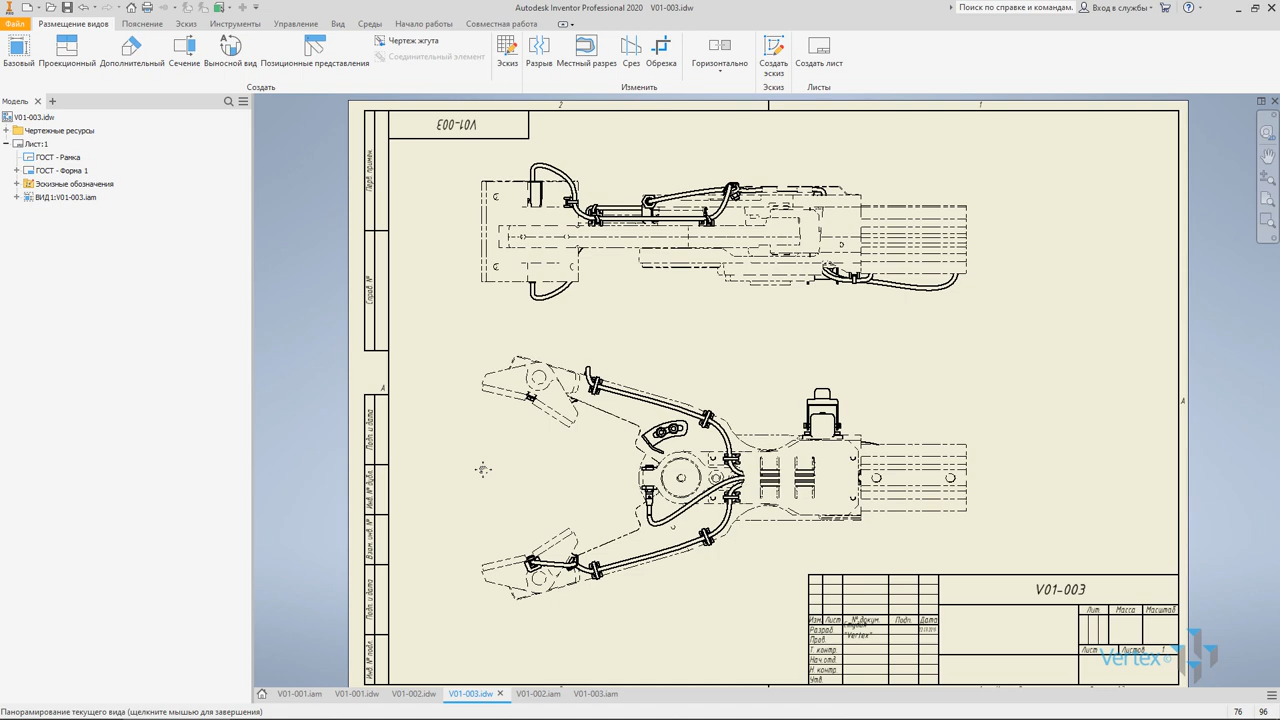 Autodesk Inventor Professional 2020   V01-003.idw
Поиск по справке и командам.
Вход в службы
Файл
Размещение видов
Пояснение
Эскиз
Инструменты
Управление
Вид
Среды
Начало работы
Совместная работа
Базовый
Проекционный
Дополнительный
Сечение
Выносной вид
Позиционные представления
Чертеж жгута
Соединительный элемент
Эскиз
Разрыв
Местный разрез
Срез
Обрезка
Горизонтально
Создать эскиз
Создать лист
Создать
Изменить
Эскиз
Листы
Модель
V01-003.idw
Чертежные ресурсы
Лист:1
ГОСТ - Рамка
ГОСТ - Форма 1
Эскизные обозначения
ВИД1:V01-003.iam
2
1
V01-003
Перв. примен.
Справ. №
А
А
Подп. и дата
Инв. № дубл.
Взам. инв. №
Подп. и дата
Инв. № подл.
V01-003
Лит.
Масса
Масштаб
Изм.
Лист
№ докум.
Подп.
Дата
Разраб.
"Vertex"
Пров.
Т. контр.
Лист
Листов
1
Нач.отд.
Н. контр.
Утв.
Vertex
V01-001.iam
V01-001.idw
V01-002.idw
V01-003.idw
V01-002.iam
V01-003.iam
Панорамирование текущего вида (щелкните мышью для завершения)
76
96